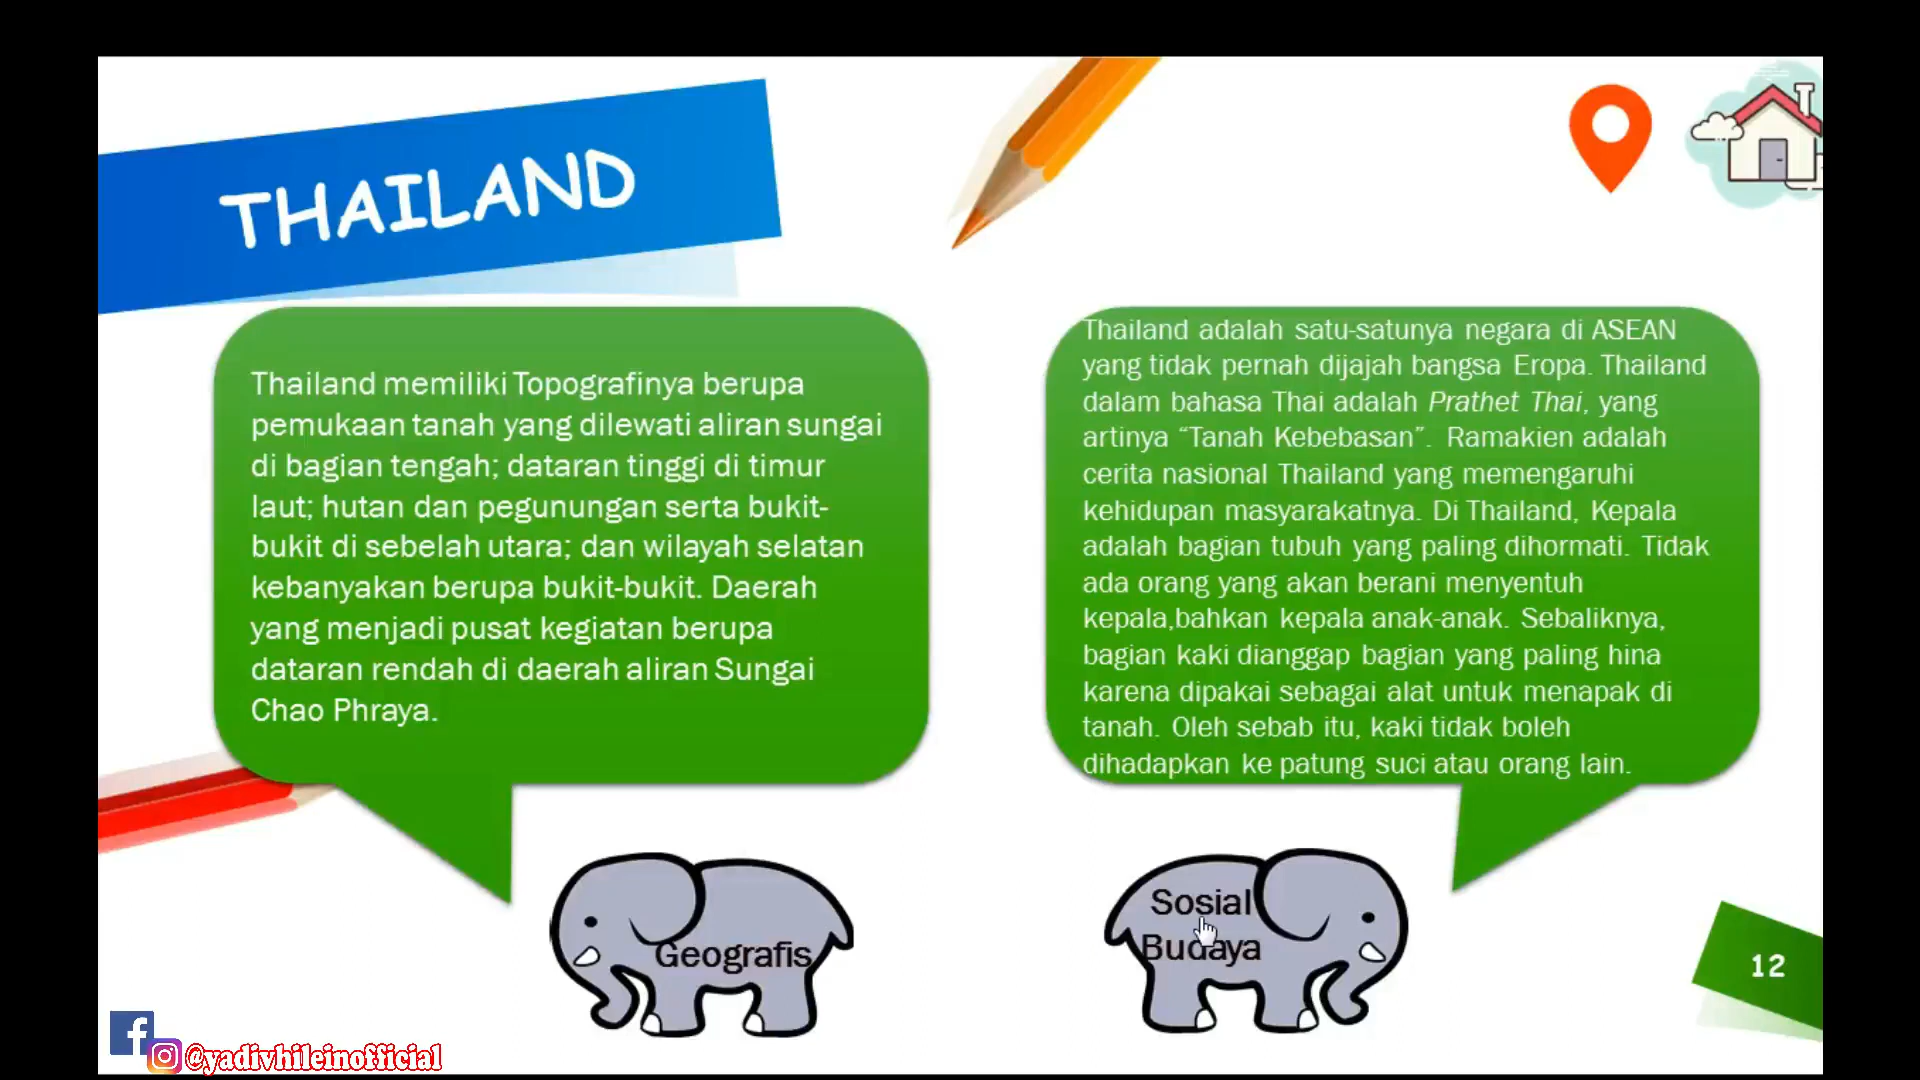 THAILAND
Thailand memiliki Topografinya berupa
pemukaan tanah yang dilewati aliran sungai
di bagian tengah; dataran tinggi di timur
laut; hutan dan pegunungan serta bukit-
bukit di sebelah utara; dan wilayah selatan
kebanyakan berupa bukit-bukit. Daerah
yang menjadi pusat kegiatan berupa
dataran rendah di daerah aliran Sungai
Chao Phraya.
Thailand adalah satu-satunya negara di ASEAN
yang tidak pernah dijajah bangsa Eropa. Thailand
dalam bahasa Thai adalah Prathet Thai, yang
artinya “Tanah Kebebasan”. Ramakien adalah
cerita nasional Thailand yang memengaruhi
kehidupan masyarakatnya. Di Thailand, Kepala
adalah bagian tubuh yang paling dihormati. Tidak
ada orang yang akan berani menyentuh
kepala,bahkan kepala anak-anak. Sebaliknya,
bagian kaki dianggap bagian yang paling hina
karena dipakai sebagai alat untuk menapak di
tanah. Oleh sebab itu, kaki tidak boleh
dihadapkan ke patung suci atau orang lain.
Geografis
Sosial
Budaya
12
f
@yadivhileinofficial